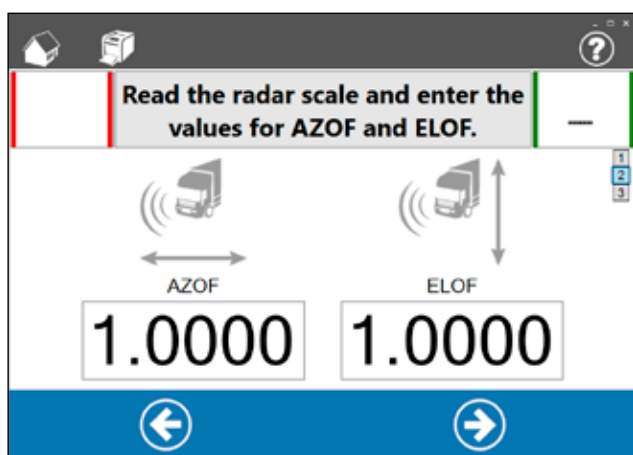 ?
Read the radar scale and enter the
values for AZOF and ELOF.
1
2
3
AZOF
ELOF
1.0000
1.0000